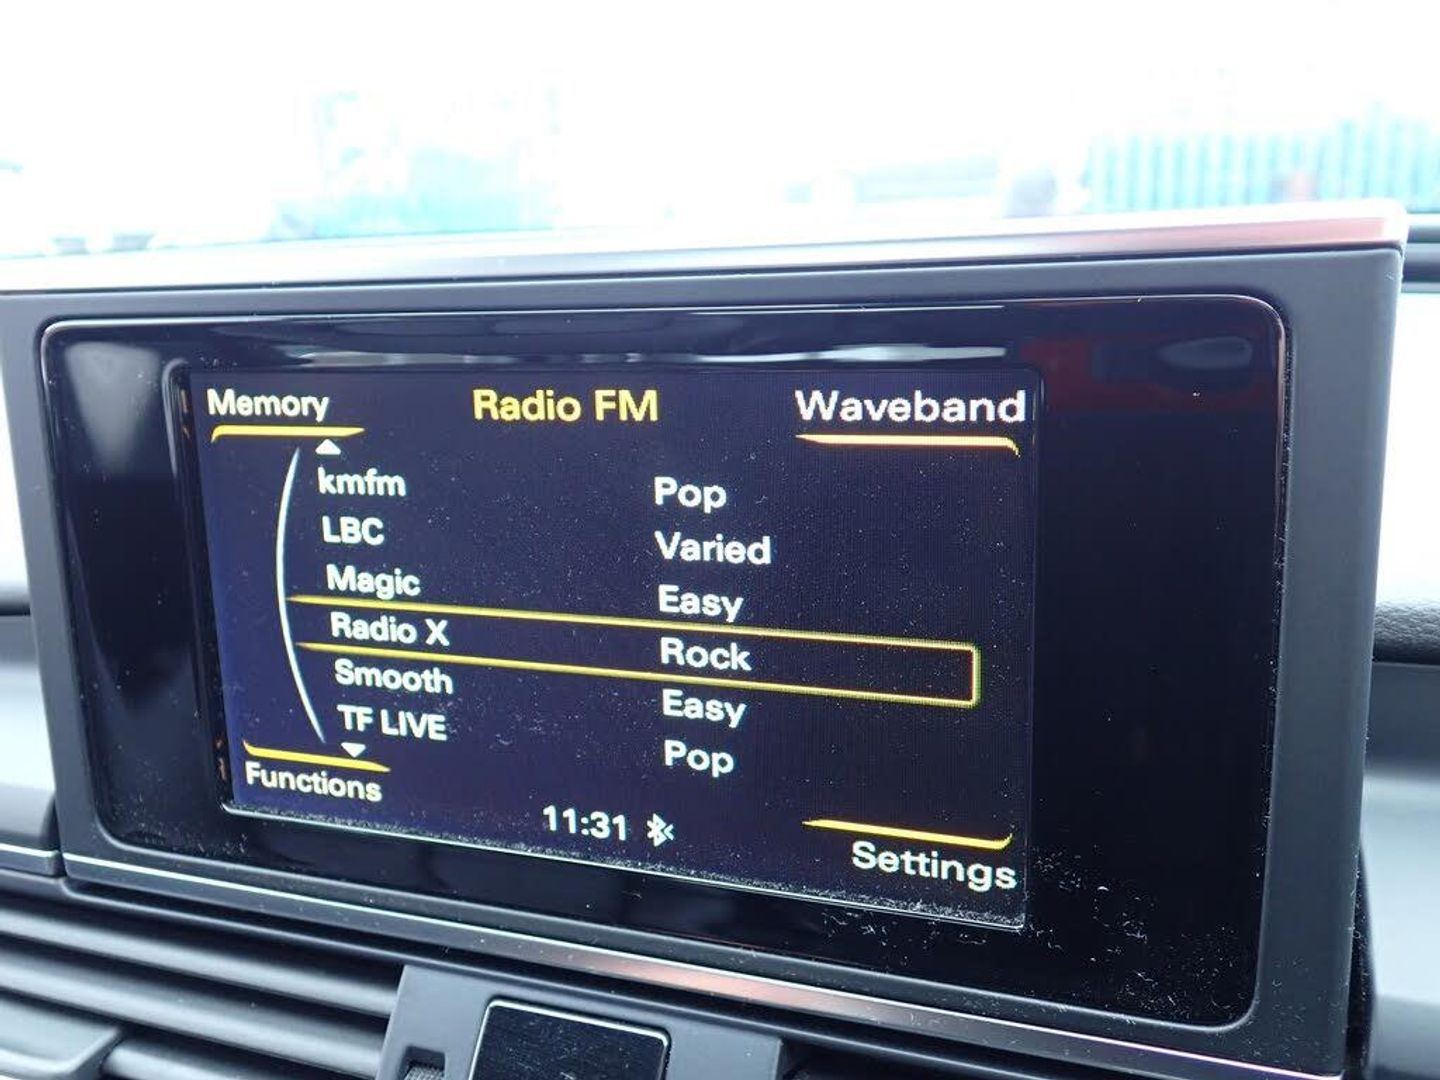 Memory Radio FM Waveband
kmfm Pop
LBC Varied
Magic Easy
Radio X Rock
Smooth Easy
TF LIVE Pop
Functions
11:31
Settings